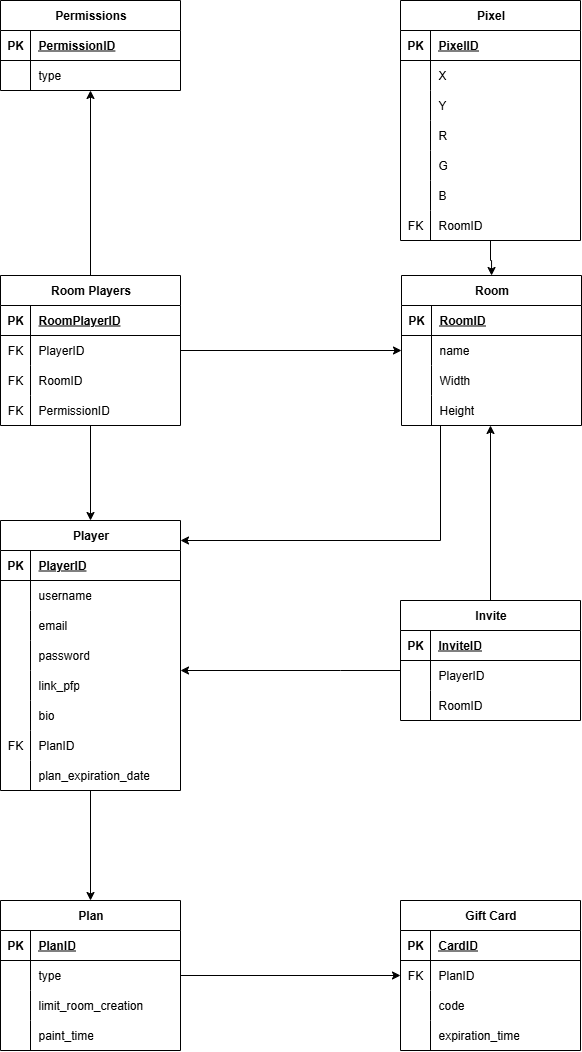 Permissions
PK PermissionID
type
Pixel
PK PixelID
X
Y
R
G
B
FK RoomID
Room Players
PK RoomPlayerID
FK PlayerID
FK RoomID
FK PermissionID
Room
PK RoomID
name
Width
Height
Player
PK PlayerID
username
email
password
link_pfp
bio
FK PlanID
plan_expiration_date
Invite
PK InviteID
PlayerID
RoomID
Plan
PK PlanID
type
limit_room_creation
paint_time
Gift Card
PK CardID
FK PlanID
code
expiration_time